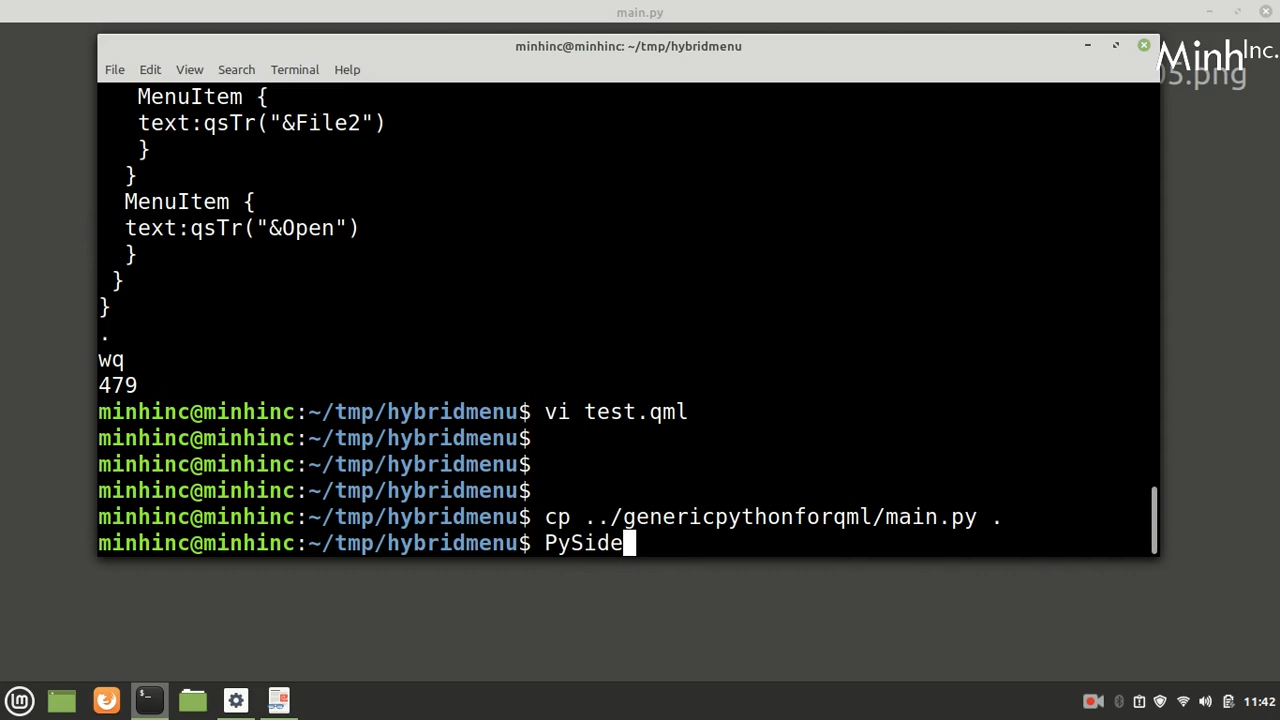 main.py
minhinc@minhinc: ~/tmp/hybridmenu
MinhInc.
05.png
File Edit View Search Terminal Help
MenuItem {
text:qsTr("&File2")
}
}
MenuItem {
text:qsTr("&Open")
}
}
}
.
wq
479
minhinc@minhinc:~/tmp/hybridmenu$ vi test.qml
minhinc@minhinc:~/tmp/hybridmenu$
minhinc@minhinc:~/tmp/hybridmenu$
minhinc@minhinc:~/tmp/hybridmenu$
minhinc@minhinc:~/tmp/hybridmenu$ cp ../genericpythonforqml/main.py .
minhinc@minhinc:~/tmp/hybridmenu$ PySide
11:42